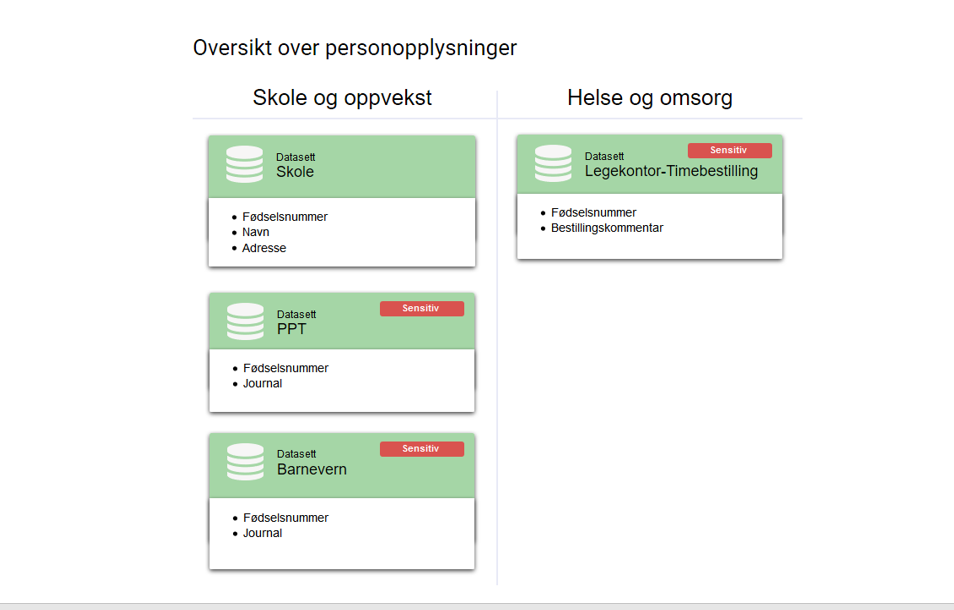 Oversikt over personopplysninger
Skole og oppvekst
Datasett
Skole
Fødselsnummer
Navn
Adresse
Sensitiv
Datasett
PPT
Fødselsnummer
Journal
Sensitiv
Datasett
Barnevern
Fødselsnummer
Journal
Helse og omsorg
Sensitiv
Datasett
Legekontor-Timebestilling
Fødselsnummer
Bestillingskommentar